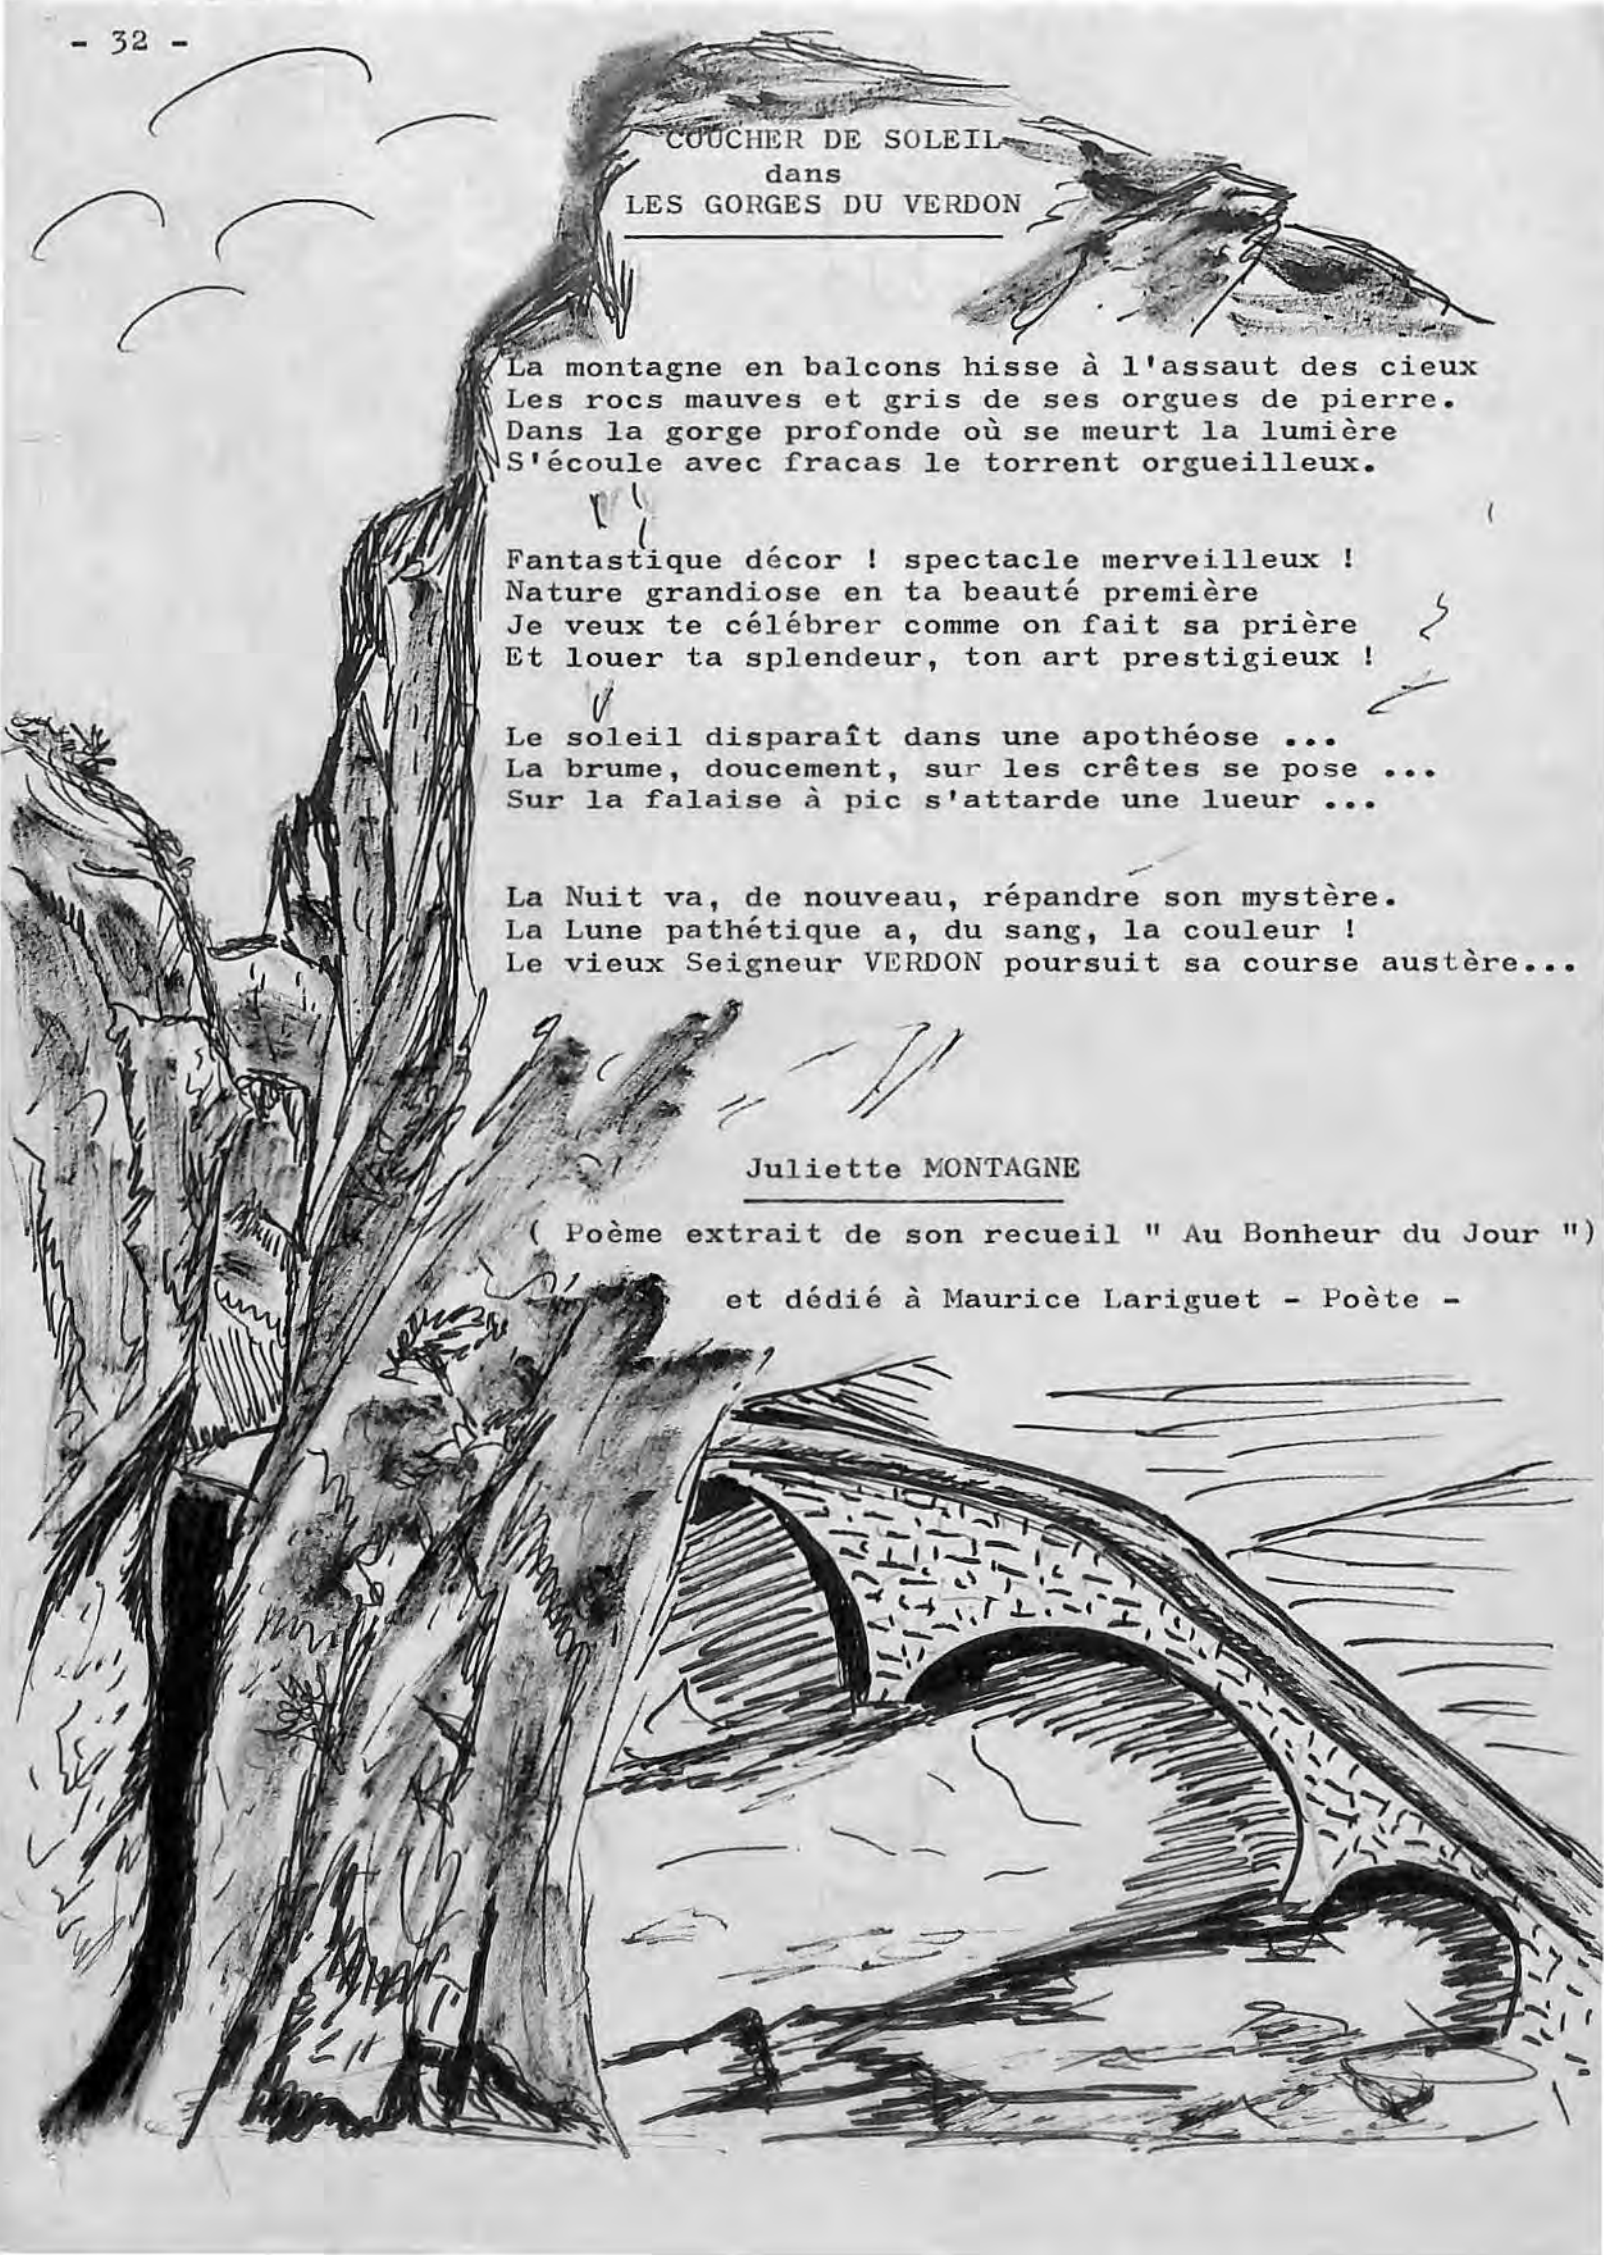 - 32 -
COUCHER DE SOLEIL
dans
LES GORGES DU VERDON
La montagne en balcons hisse à l'assaut des cieux
Les rocs mauves et gris de ses orgues de pierre.
Dans la gorge profonde où se meurt la lumière
S'écoule avec fracas le torrent orgueilleux.
Fantastique décor ! spectacle merveilleux !
Nature grandiose en ta beauté première
Je veux te célébrer comme on fait sa prière
Et louer ta splendeur, ton art prestigieux !
Le soleil disparaît dans une apothéose ...
La brume, doucement, sur les crêtes se pose ...
Sur la falaise à pic s'attarde une lueur ...
La Nuit va, de nouveau, répandre son mystère.
La Lune pathétique a, du sang, la couleur !
Le vieux Seigneur VERDON poursuit sa course austère...
Juliette MONTAGNE
( Poème extrait de son recueil " Au Bonheur du Jour ")
et dédié à Maurice Lariguet - Poète -